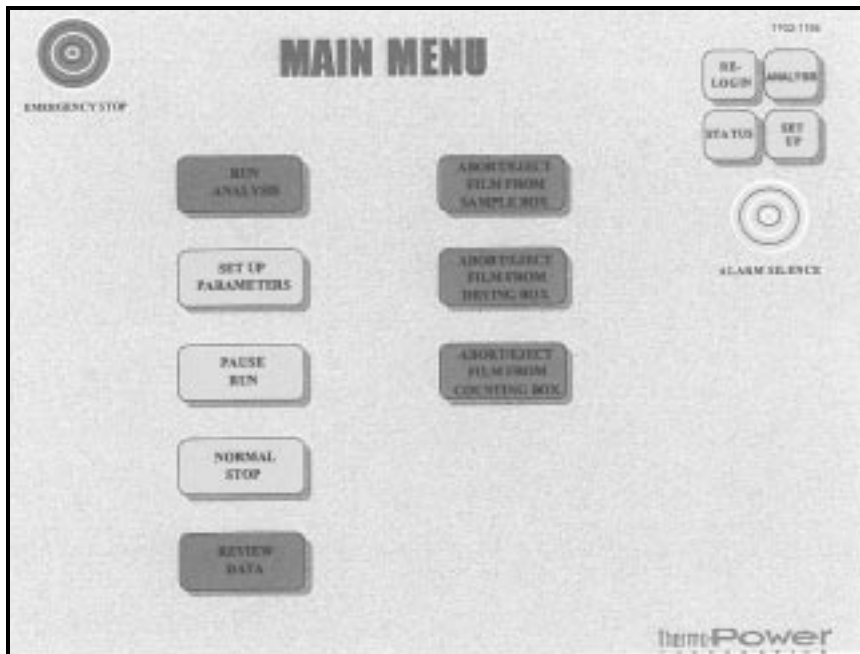 MAIN MENU
EMERGENCY STOP
RE-
LOGIN
ANALYSIS
STATUS
SET
UP
ALARM SILENCE
RUN
ANALYSIS
SET UP
PARAMETERS
PAUSE
RUN
NORMAL
STOP
REVIEW
DATA
ABORT/EJECT
FILM FROM
SAMPLE BOX
ABORT/EJECT
FILM FROM
DRYING BOX
ABORT/EJECT
FILM FROM
COUNTING BOX
ThermoPower
CORPORATION